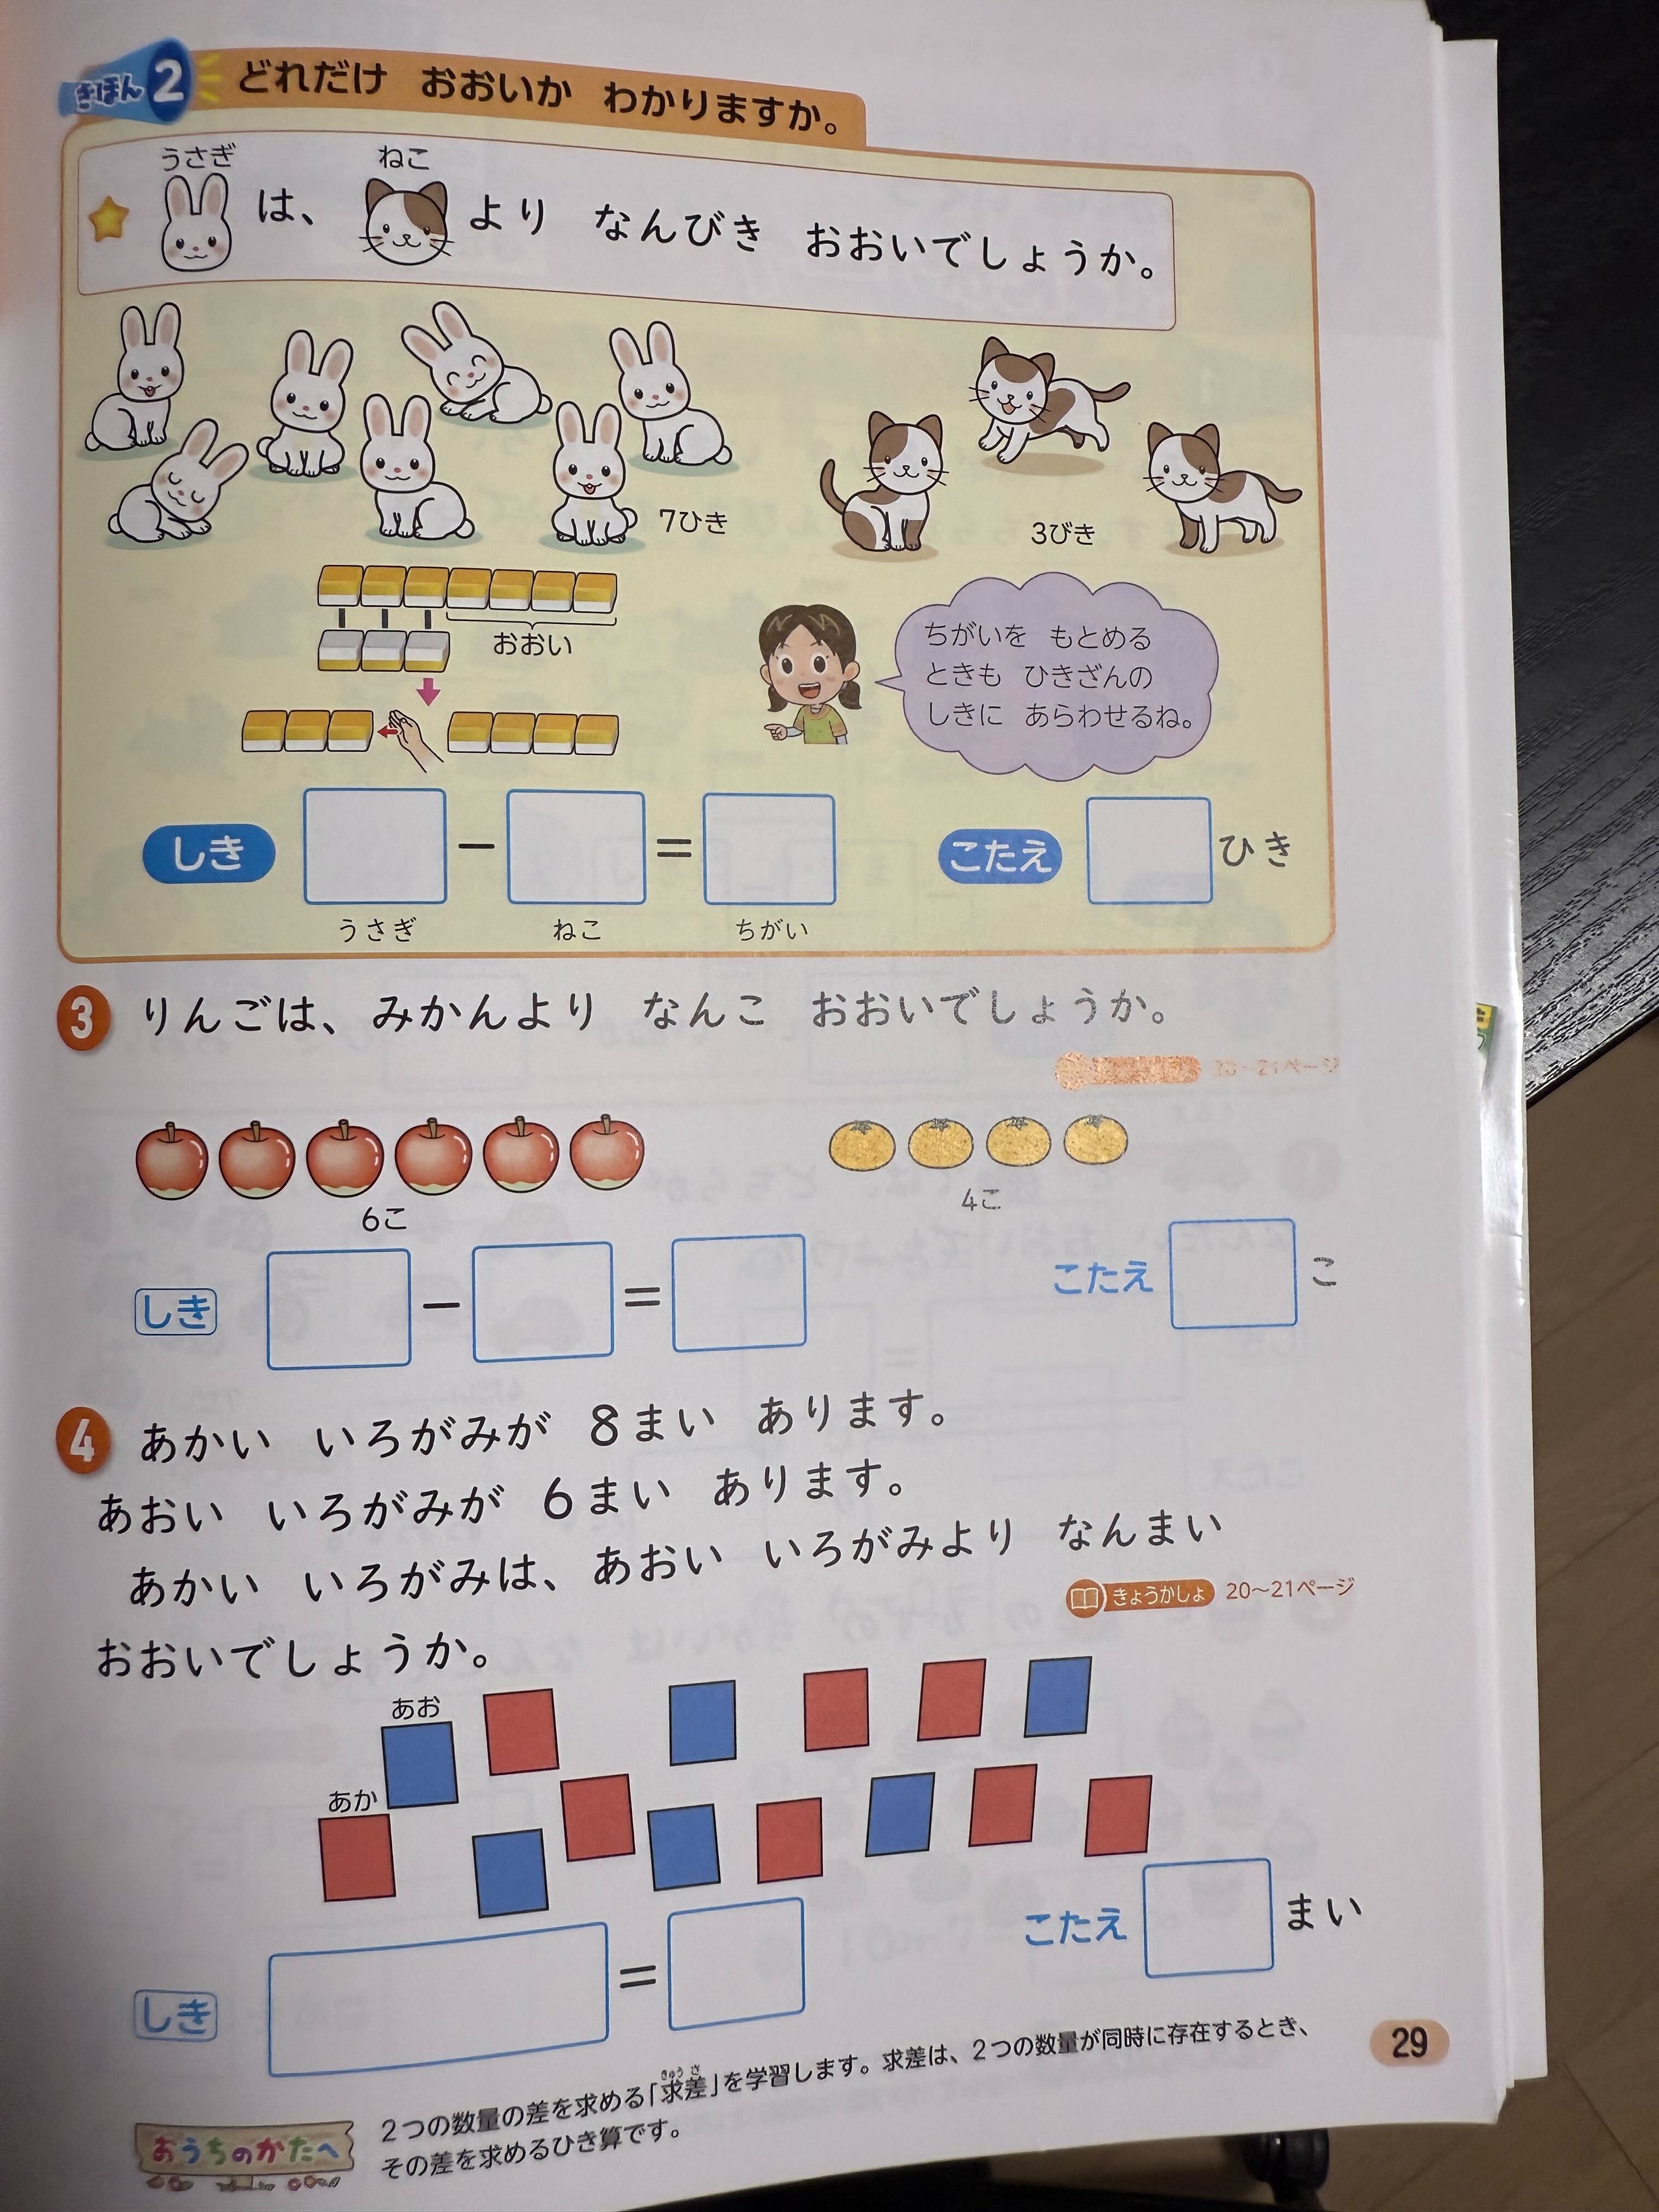 きほん 2 どれだけ おおいか わかりますか。
うさぎ ねこ
は、 より なんびき おおいでしょうか。
7ひき
3びき
おおい
ちがいを もとめる
ときも ひきざんの
しきに あらわせるね。
しき － ＝ こたえ ひき
うさぎ ねこ ちがい
3 りんごは、みかんより なんこ おおいでしょうか。
20〜21ページ
6こ
4こ
しき － ＝ こたえ こ
4 あかい いろがみが 8まい あります。
あおい いろがみが 6まい あります。
あかい いろがみは、あおい いろがみより なんまい
きょうかしょ 20〜21ページ
おおいでしょうか。
あお
あか
しき ＝ こたえ まい
おうちのかたへ
2つの数量の差を求める「求差」を学習します。求差は、2つの数量が同時に存在するとき、
きゅう さ
その差を求めるひき算です。
29